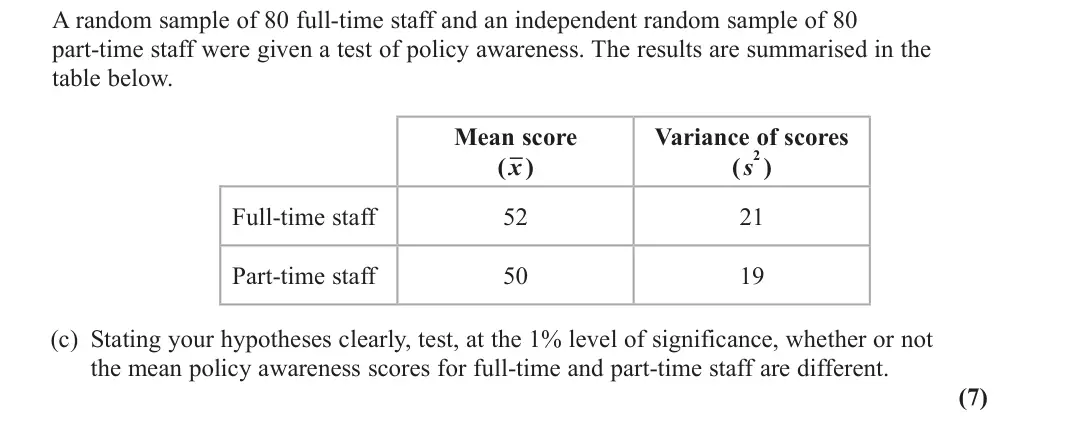 A random sample of 80 full-time staff and an independent random sample of 80
part-time staff were given a test of policy awareness. The results are summarised in the
table below.
Mean score Variance of scores
(x̄) (s²)
Full-time staff 52 21
Part-time staff 50 19
(c) Stating your hypotheses clearly, test, at the 1% level of significance, whether or not
the mean policy awareness scores for full-time and part-time staff are different.
(7)